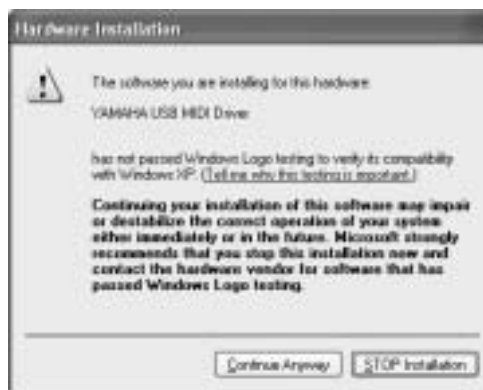 Hardware Installation
The software you are installing for this hardware:
YAMAHA USB MIDI Driver
has not passed Windows Logo testing to verify its compatibility
with Windows XP. (Tell me why this testing is important.)
Continuing your installation of this software may impair
or destabilize the correct operation of your system
either immediately or in the future. Microsoft strongly
recommends that you stop this installation now and
contact the hardware vendor for software that has
passed Windows Logo testing.
Continue Anyway
STOP Installation